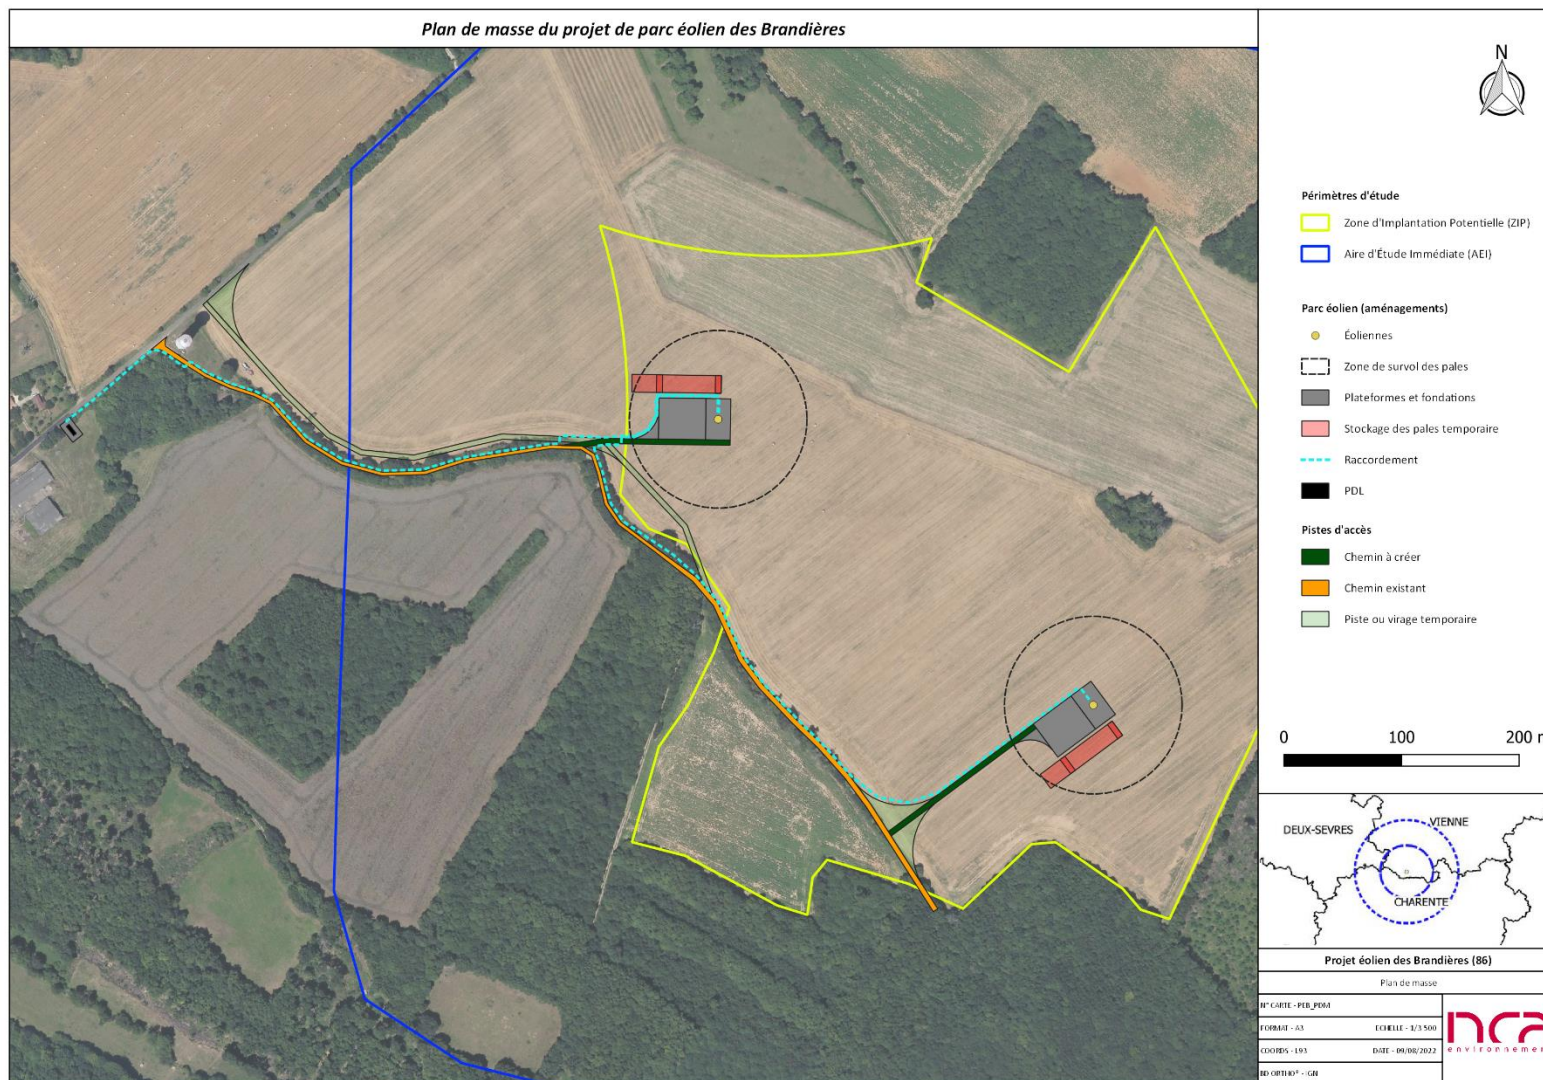 Plan de masse du projet de parc éolien des Brandières
N
Périmètres d'étude
Zone d'Implantation Potentielle (ZIP)
Aire d'Étude Immédiate (AEI)
Parc éolien (aménagements)
Éoliennes
Zone de survol des pales
Plateformes et fondations
Stockage des pales temporaire
Raccordement
PDL
Pistes d'accès
Chemin à créer
Chemin existant
Piste ou virage temporaire
0 100 200 m
DEUX-SEVRES
VIENNE
CHARENTE
Projet éolien des Brandières (86)
Plan de masse
N° CARTE - PEB_PDM
FORMAT - A3
ECHELLE - 1/3 500
COORDS - L93
DATE - 09/08/2022
BD ORTHO® - IGN
nca
environnemen